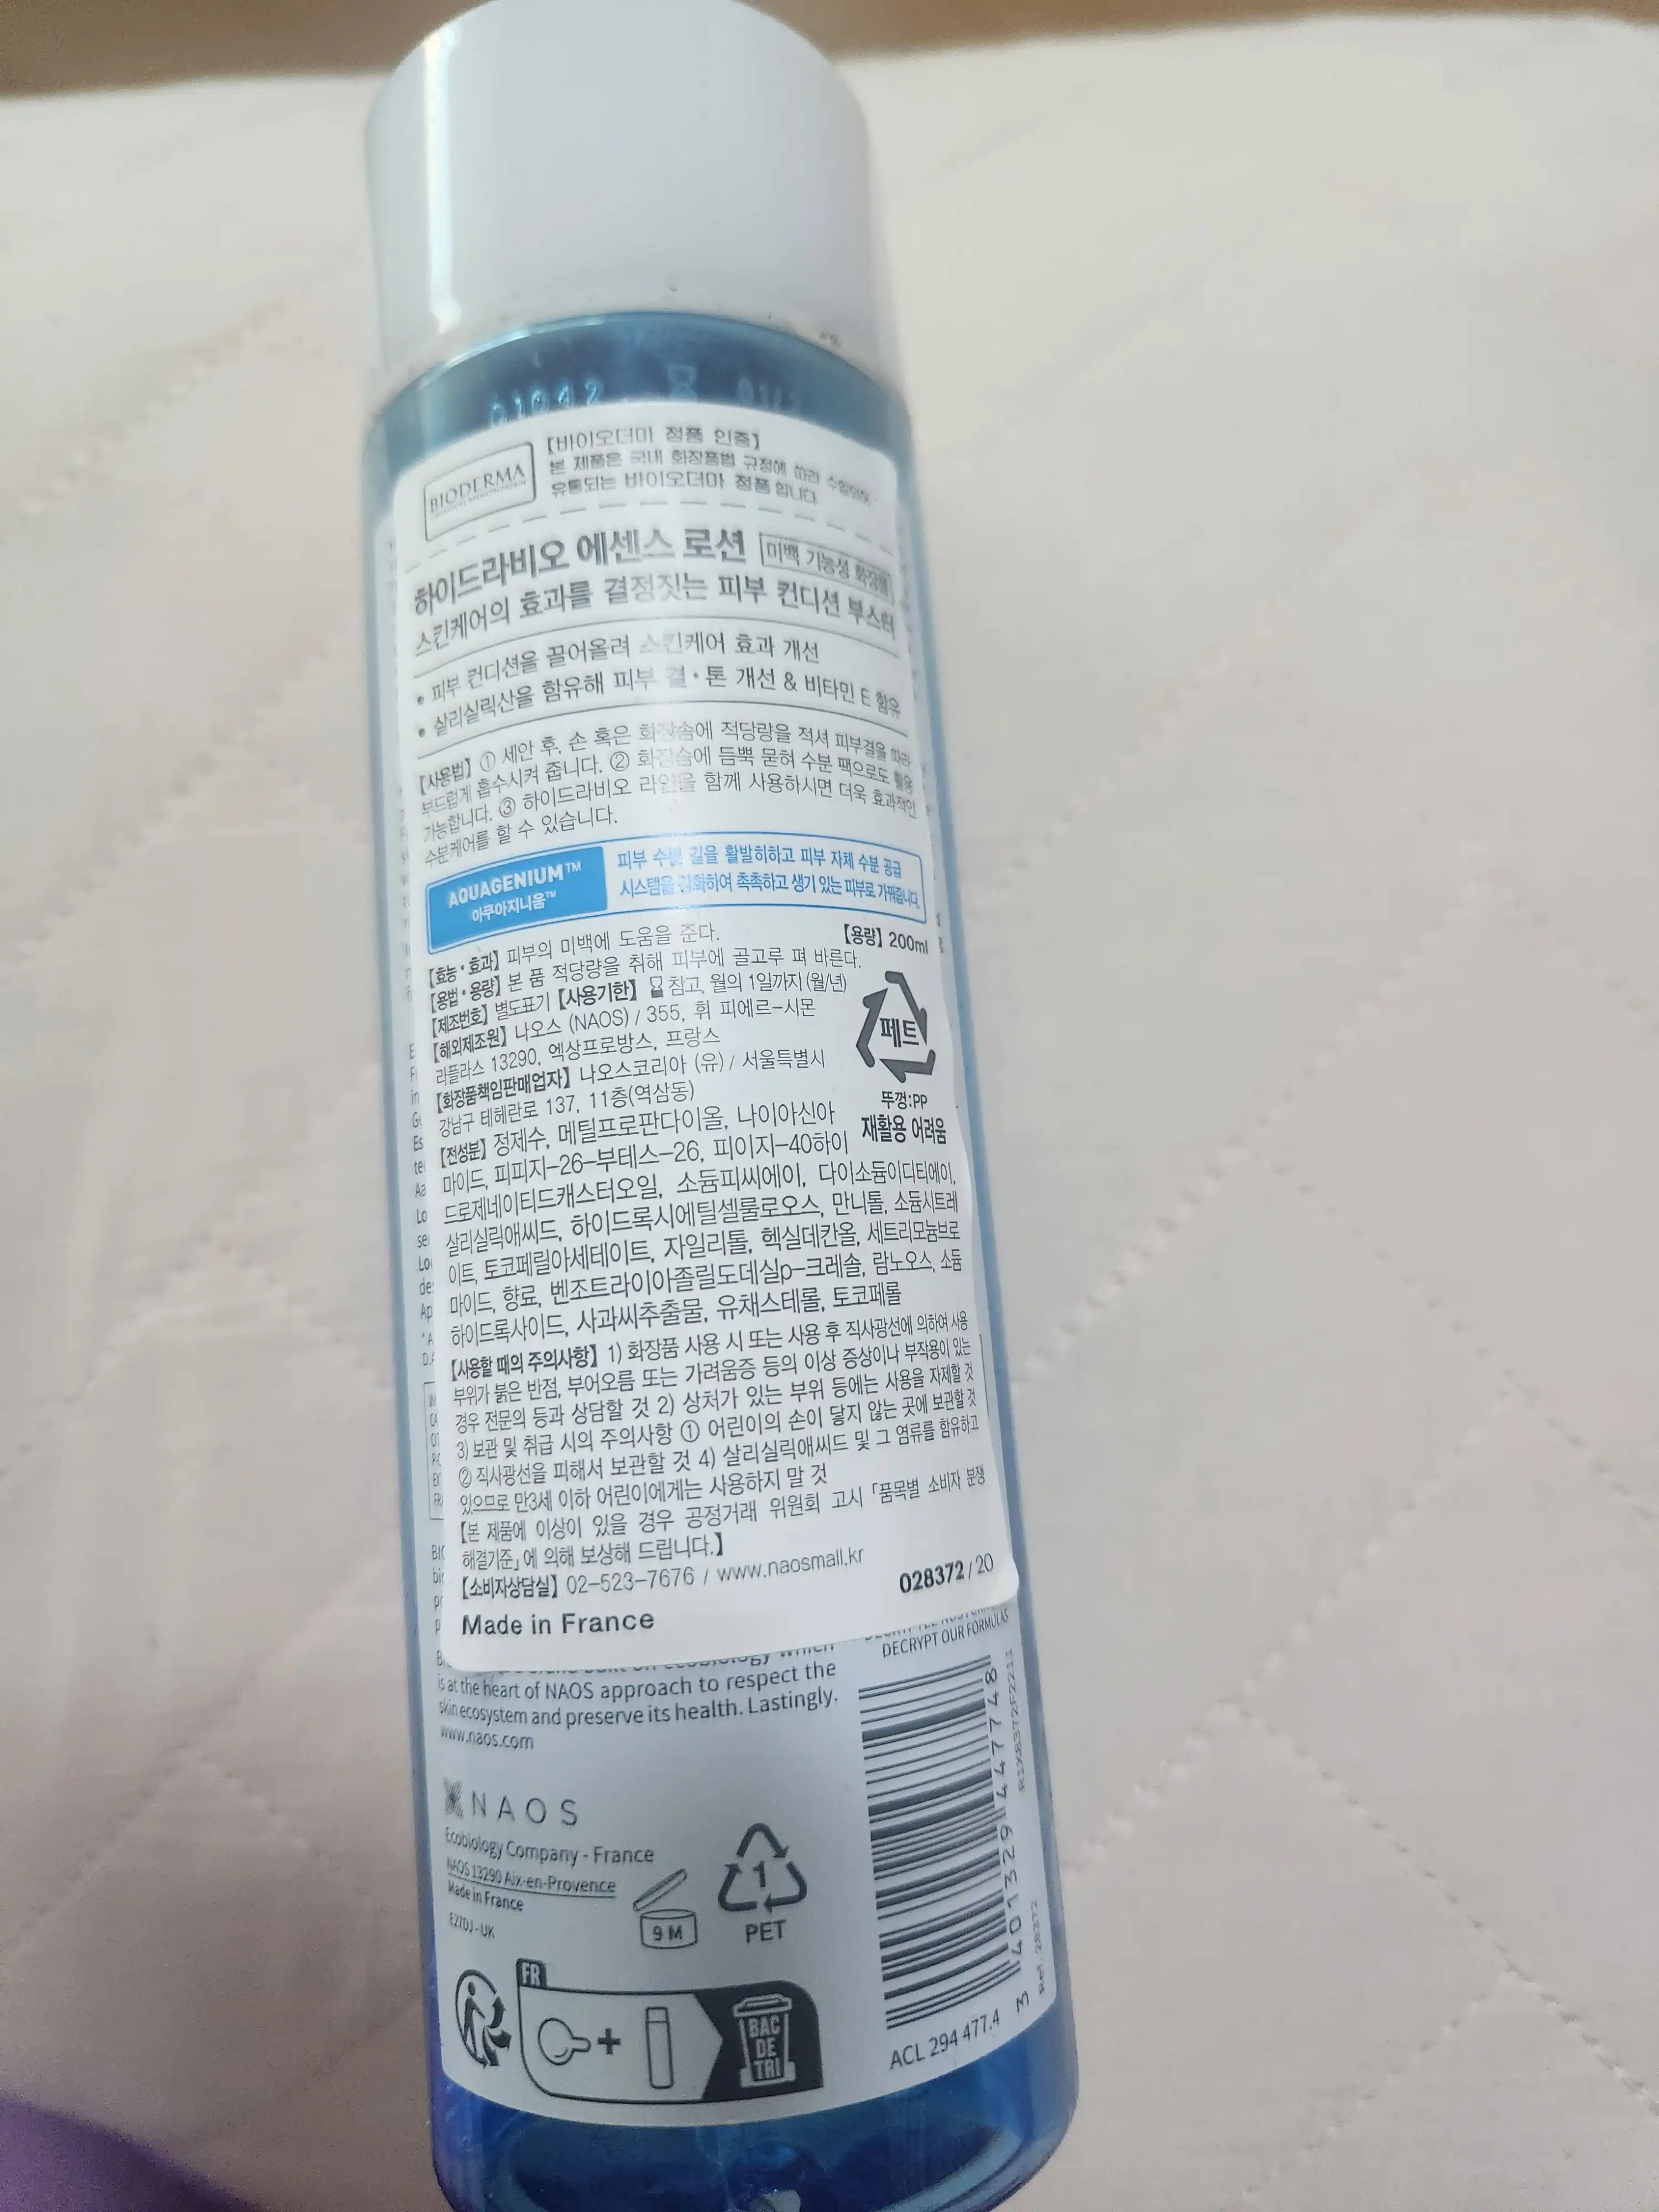 01042
BIODERMA
【바이오더마 정품 인증】
본 제품은 국내 화장품법 규정에 따라 수입되어
유통되는 바이오더마 정품 입니다.
하이드라비오 에센스 로션 미백 기능성 화장품
스킨케어의 효과를 결정짓는 피부 컨디션 부스터
• 피부 컨디션을 끌어올려 스킨케어 효과 개선
• 살리실릭산을 함유해 피부 결・톤 개선 & 비타민 E 함유
【사용법】 ① 세안 후, 손 혹은 화장솜에 적당량을 적셔 피부결을 따라
부드럽게 흡수시켜 줍니다. ② 화장솜에 듬뿍 묻혀 수분 팩으로도 활용
가능합니다. ③ 하이드라비오 라인을 함께 사용하시면 더욱 효과적인
수분케어를 할 수 있습니다.
AQUAGENIUM™
아쿠아지니움™
피부 수분 길을 활발히하고 피부 자체 수분 공급
시스템을 강화하여 촉촉하고 생기 있는 피부로 가꿔줍니다.
【효능・효과】 피부의 미백에 도움을 준다.
【용량】 200ml
【용법・용량】 본 품 적당량을 취해 피부에 골고루 펴 바른다.
【제조번호】 별도표기 【사용기한】 참고, 월의 1일까지 (월/년)
【해외제조원】 나오스 (NAOS) / 355, 휘 피에르-시몬
라플라스 13290, 엑상프로방스, 프랑스
【화장품책임판매업자】 나오스코리아 (유) / 서울특별시
강남구 테헤란로 137, 11층(역삼동)
페트
뚜껑:PP
재활용 어려움
【전성분】 정제수, 메틸프로판다이올, 나이아신아
마이드, 피피지-26-부테스-26, 피이지-40하이
드로제네이티드캐스터오일, 소듐피씨에이, 다이소듐이디티에이,
살리실릭애씨드, 하이드록시에틸셀룰로오스, 만니톨, 소듐시트레
이트, 토코페릴아세테이트, 자일리톨, 헥실데칸올, 세트리모늄브로
마이드, 향료, 벤조트라이아졸릴도데실p-크레솔, 람노오스, 소듐
하이드록사이드, 사과씨추출물, 유채스테롤, 토코페롤
【사용할 때의 주의사항】 1) 화장품 사용 시 또는 사용 후 직사광선에 의하여 사용
부위가 붉은 반점, 부어오름 또는 가려움증 등의 이상 증상이나 부작용이 있는
경우 전문의 등과 상담할 것 2) 상처가 있는 부위 등에는 사용을 자제할 것
3) 보관 및 취급 시의 주의사항 ① 어린이의 손이 닿지 않는 곳에 보관할 것
② 직사광선을 피해서 보관할 것 4) 살리실릭애씨드 및 그 염류를 함유하고
있으므로 만3세 이하 어린이에게는 사용하지 말 것
【본 제품에 이상이 있을 경우 공정거래 위원회 고시 「품목별 소비자 분쟁
해결기준」에 의해 보상해 드립니다.】
【소비자상담실】 02-523-7676 / www.naosmall.kr
028372/20
Made in France
DECRYPT OUR FORMULAS
is at the heart of NAOS approach to respect the
skin ecosystem and preserve its health. Lastingly.
www.naos.com
NAOS
Ecobiology Company - France
NAOS 13290 Aix-en-Provence
Made in France
E27DJ - UK
9 M
1
PET
FR
+
BAC
DE
TRI
3 401329 447748
Ref. 28372
ACL 294 477.4